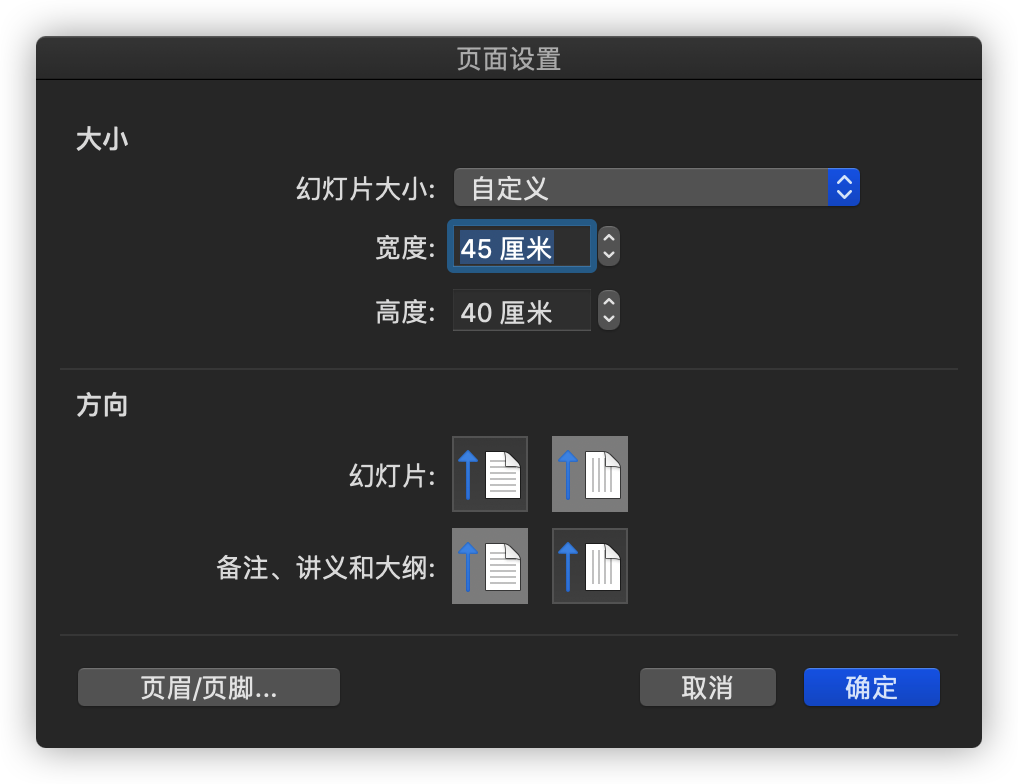 页面设置
大小
幻灯片大小: 自定义
宽度: 45 厘米
高度: 40 厘米
方向
幻灯片:
备注、讲义和大纲:
页眉/页脚... 取消 确定